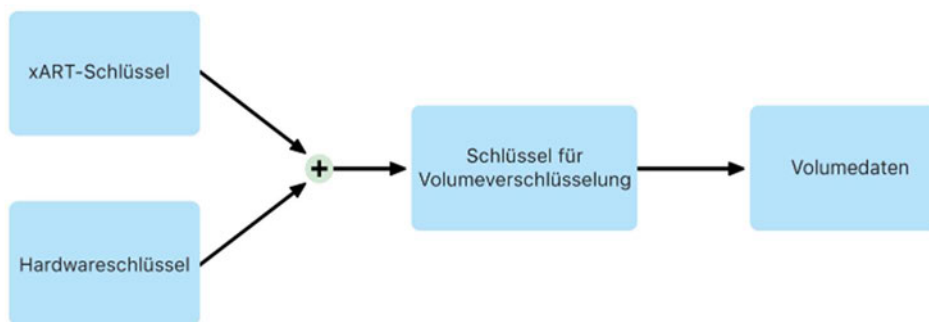 xART-Schlüssel
+
Schlüssel für
Volumeverschlüsselung
Volumedaten
Hardwareschlüssel